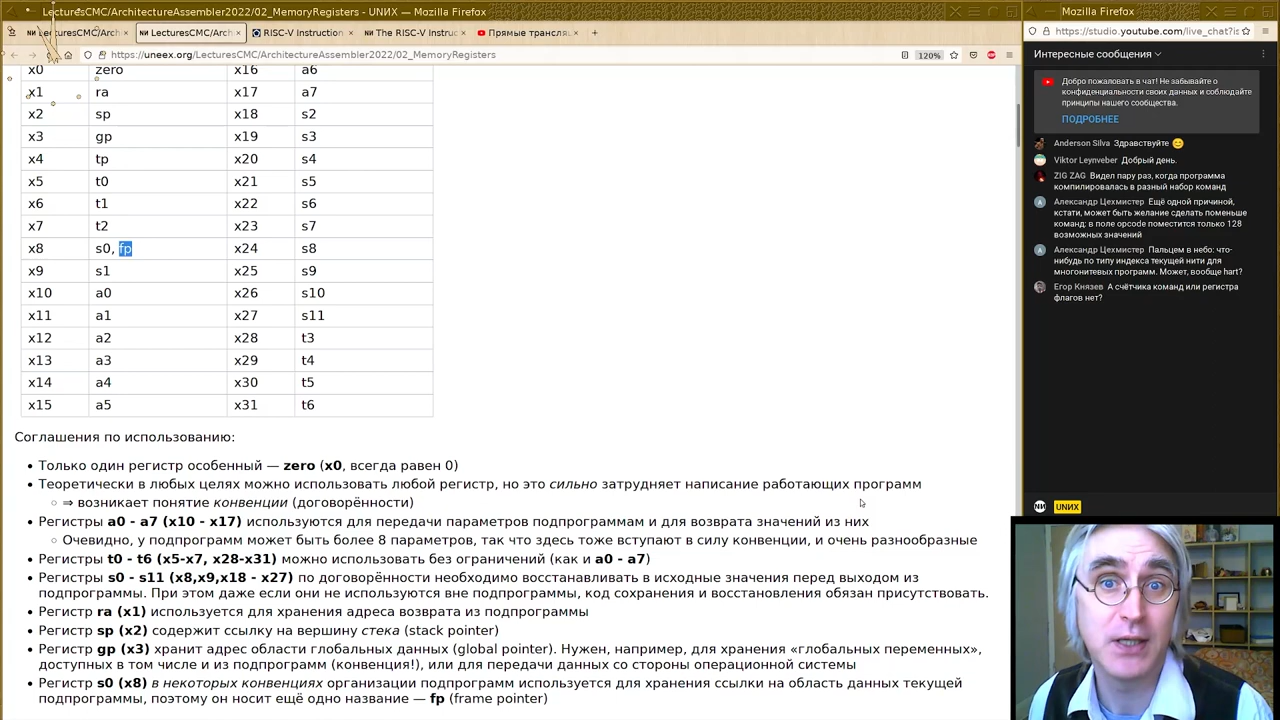 LecturesCMC/ArchitectureAssembler2022/02_MemoryRegisters - UNИX — Mozilla Firefox
LecturesCMC/Arch
LecturesCMC/Arch
RISC-V Instruction
The RISC-V Instruct
Прямые трансляц
https://uneex.org/LecturesCMC/ArchitectureAssembler2022/02_MemoryRegisters
120%
x0 zero x16 a6
x1 ra x17 a7
x2 sp x18 s2
x3 gp x19 s3
x4 tp x20 s4
x5 t0 x21 s5
x6 t1 x22 s6
x7 t2 x23 s7
x8 s0, fp x24 s8
x9 s1 x25 s9
x10 a0 x26 s10
x11 a1 x27 s11
x12 a2 x28 t3
x13 a3 x29 t4
x14 a4 x30 t5
x15 a5 x31 t6
Соглашения по использованию:
• Только один регистр особенный — zero (x0, всегда равен 0)
• Теоретически в любых целях можно использовать любой регистр, но это сильно затрудняет написание работающих программ
⇒ возникает понятие конвенции (договорённости)
• Регистры a0 - a7 (x10 - x17) используются для передачи параметров подпрограммам и для возврата значений из них
Очевидно, у подпрограмм может быть более 8 параметров, так что здесь тоже вступают в силу конвенции, и очень разнообразные
• Регистры t0 - t6 (x5-x7, x28-x31) можно использовать без ограничений (как и a0 - a7)
• Регистры s0 - s11 (x8,x9,x18 - x27) по договорённости необходимо восстанавливать в исходные значения перед выходом из
подпрограммы. При этом даже если они не используются вне подпрограммы, код сохранения и восстановления обязан присутствовать.
• Регистр ra (x1) используется для хранения адреса возврата из подпрограммы
• Регистр sp (x2) содержит ссылку на вершину стека (stack pointer)
• Регистр gp (x3) хранит адрес области глобальных данных (global pointer). Нужен, например, для хранения «глобальных переменных»,
доступных в том числе и из подпрограмм (конвенция!), или для передачи данных со стороны операционной системы
• Регистр s0 (x8) в некоторых конвенциях организации подпрограмм используется для хранения ссылки на область данных текущей
подпрограммы, поэтому он носит ещё одно название — fp (frame pointer)
Mozilla Firefox
https://studio.youtube.com/live_chat?is
Интересные сообщения
Добро пожаловать в чат! Не забывайте о
конфиденциальности своих данных и соблюдайте
принципы нашего сообщества.
ПОДРОБНЕЕ
Anderson Silva Здравствуйте
Viktor Leynveber Добрый день.
ZIG ZAG Видел пару раз, когда программа
компилировалась в разный набор команд
Александр Цехмистер Ещё одной причиной,
кстати, может быть желание сделать поменьше
команд: в поле opcode поместится только 128
возможных значений
Александр Цехмистер Пальцем в небо: что-
нибудь по типу индекса текущей нити для
многонитевых программ. Может, вообще hart?
Егор Князев А счётчика команд или регистра
флагов нет?
UNИX